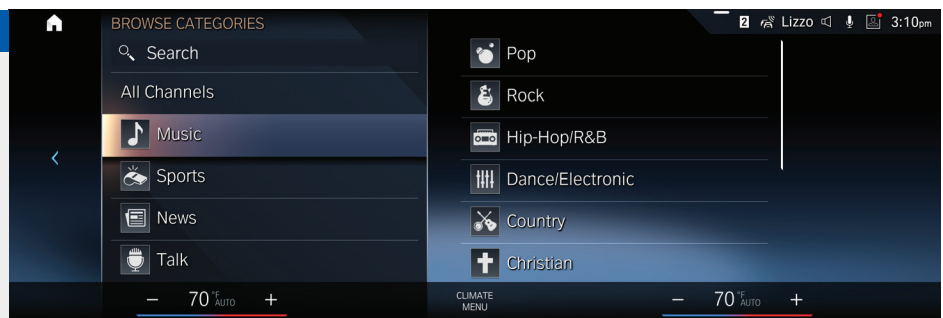 BROWSE CATEGORIES
2 Lizzo 3:10pm
Search
All Channels
Music
Sports
News
Talk
Pop
Rock
Hip-Hop/R&B
Dance/Electronic
Country
Christian
− 70 °F AUTO +
CLIMATE
MENU
− 70 °F AUTO +